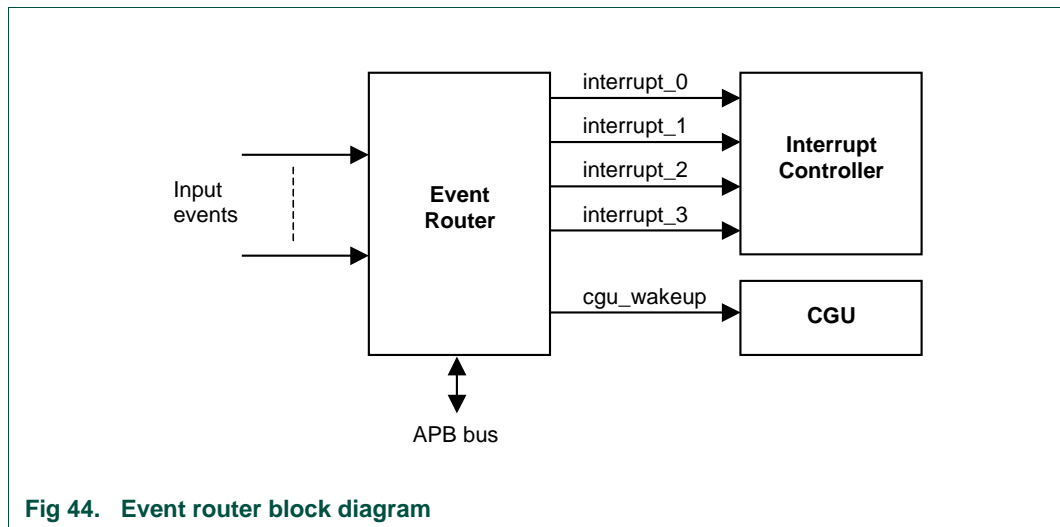 interrupt_0
interrupt_1
interrupt_2
interrupt_3
Interrupt
Controller
Input
events
Event
Router
cgu_wakeup
CGU
APB bus
Fig 44. Event router block diagram